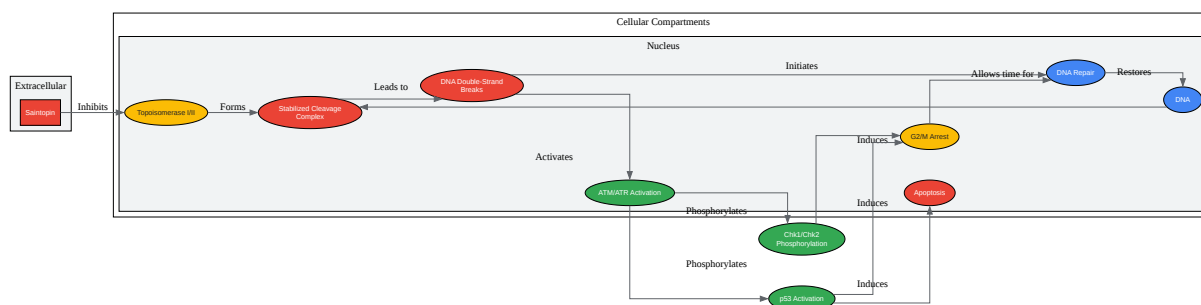 Cellular Compartments
Nucleus
Extracellular
Saintopin
Inhibits
Topoisomerase I/II
Forms
Stabilized Cleavage
Complex
Leads to
DNA Double-Strand
Breaks
Initiates
Allows time for
DNA Repair
Restores
DNA
Induces
G2/M Arrest
Activates
ATM/ATR Activation
Apoptosis
Induces
Phosphorylates
Chk1/Chk2
Phosphorylation
Phosphorylates
Induces
p53 Activation